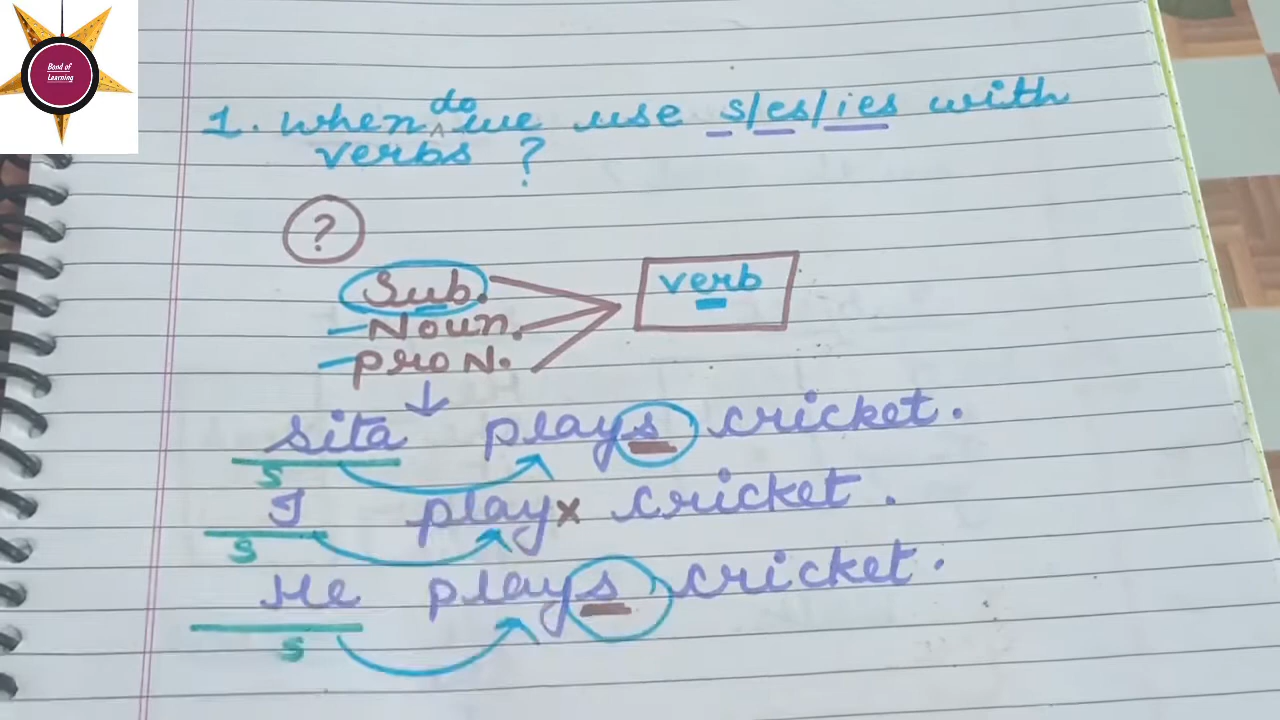 Bond of
Learning
1. When do we use s/es/ies with
verbs ?
?
Sub.
Noun.
proN.
verb
Sita plays cricket.
S
I play x cricket.
S
He plays cricket.
S